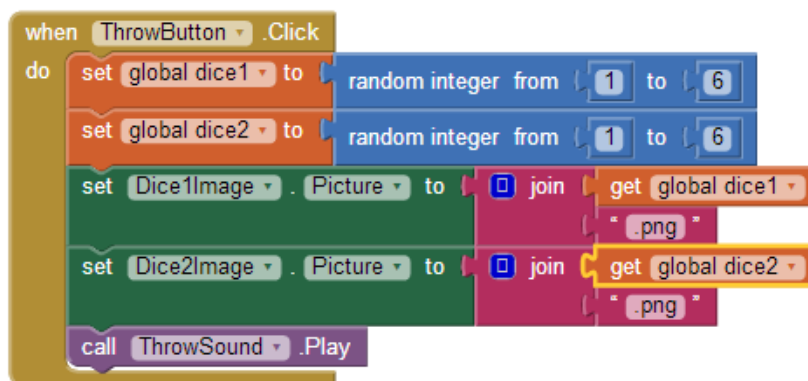 when ThrowButton .Click
do set global dice1 to random integer from 1 to 6
set global dice2 to random integer from 1 to 6
set Dice1Image . Picture to join get global dice1
" .png "
set Dice2Image . Picture to join get global dice2
" .png "
call ThrowSound .Play